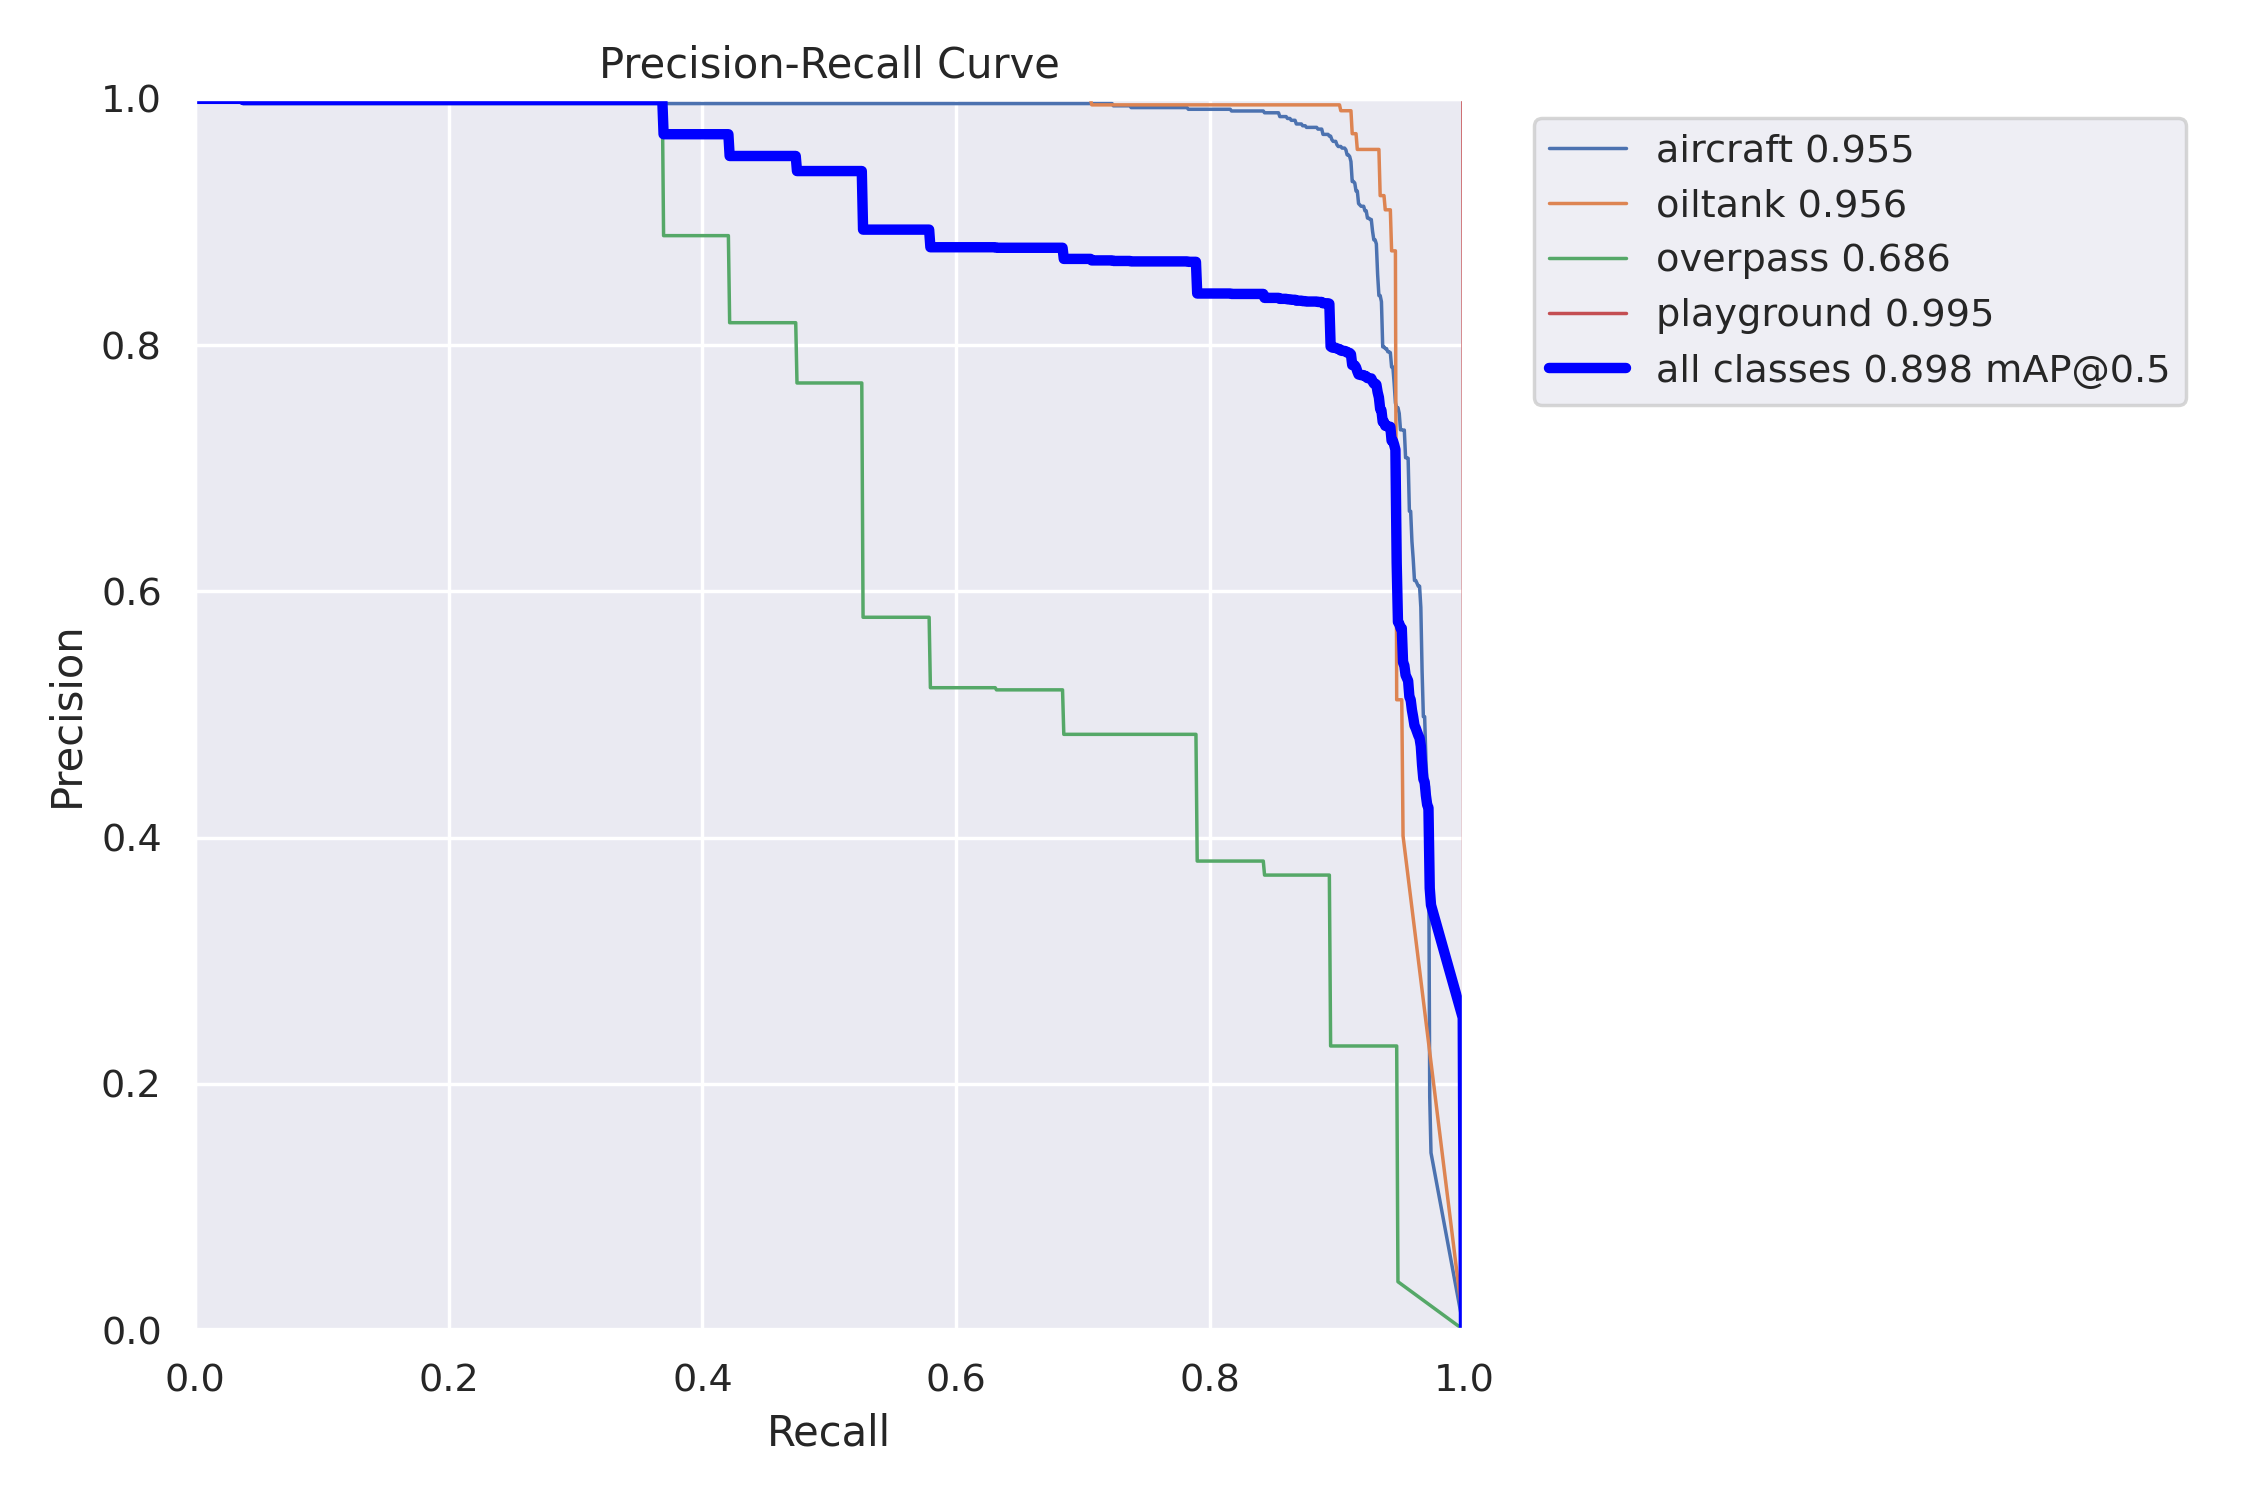 Precision-Recall Curve
1.0
0.8
0.6
0.4
0.2
0.0
Precision
0.0 0.2 0.4 0.6 0.8 1.0
Recall
aircraft 0.955
oiltank 0.956
overpass 0.686
playground 0.995
all classes 0.898 mAP@0.5